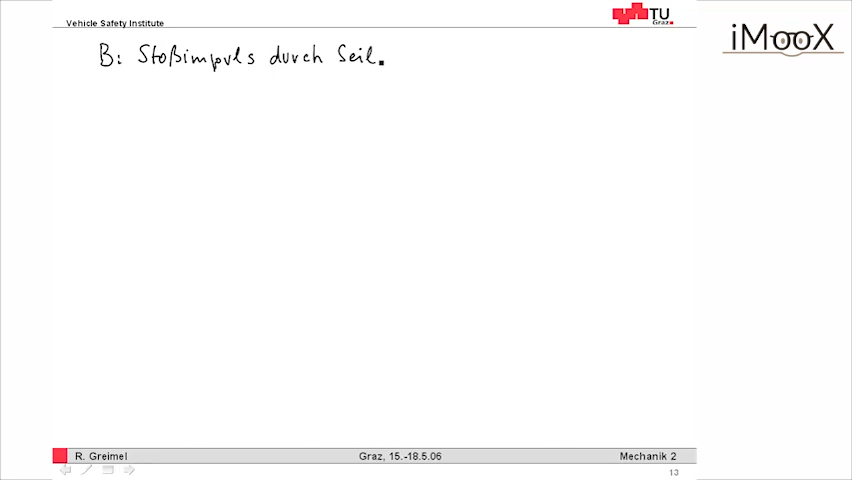 Vehicle Safety Institute
TU
Graz
iMooX
B: Stoßimpuls durch Seil.
R. Greimel
Graz, 15.-18.5.06
Mechanik 2
13